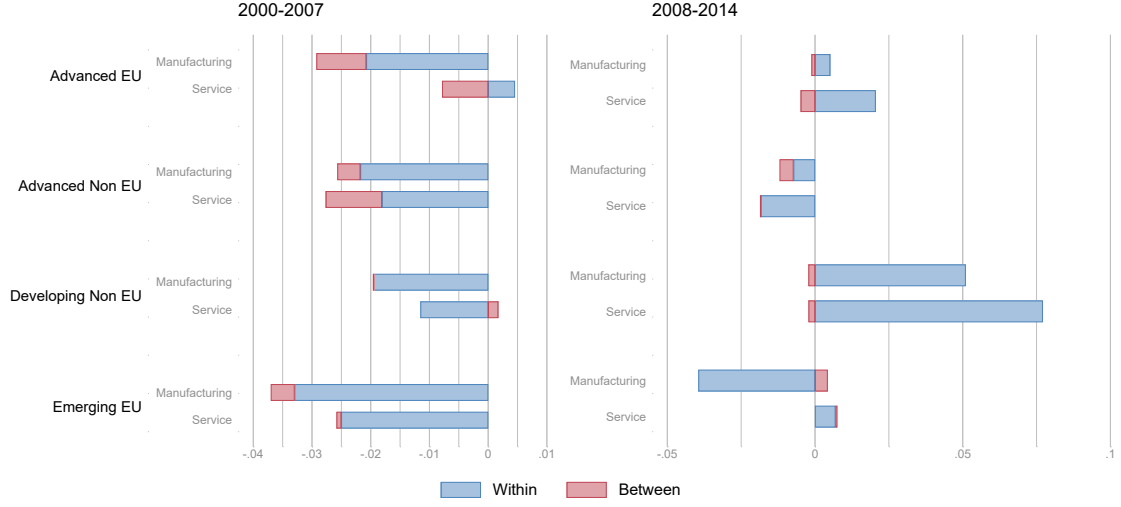 2000-2007 2008-2014
Manufacturing Manufacturing
Advanced EU
Service Service
Manufacturing Manufacturing
Advanced Non EU
Service Service
Manufacturing Manufacturing
Developing Non EU
Service Service
Manufacturing Manufacturing
Emerging EU
Service Service
-.04 -.03 -.02 -.01 0 .01 -.05 0 .05 .1
Within Between